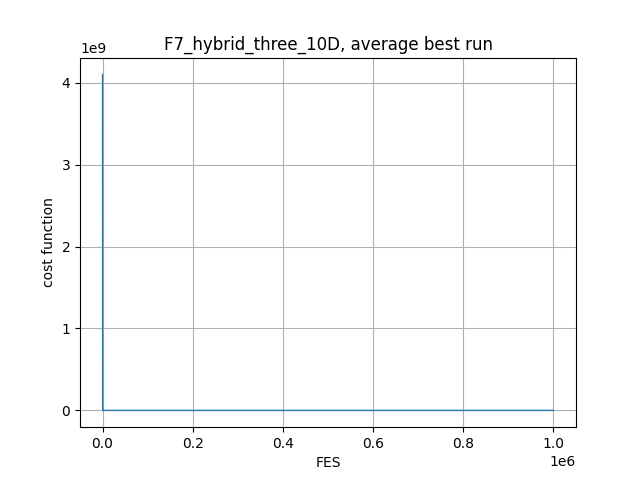 F7_hybrid_three_10D, average best run
1e9
4
3
2
1
0
cost function
0.0 0.2 0.4 0.6 0.8 1.0
FES
1e6